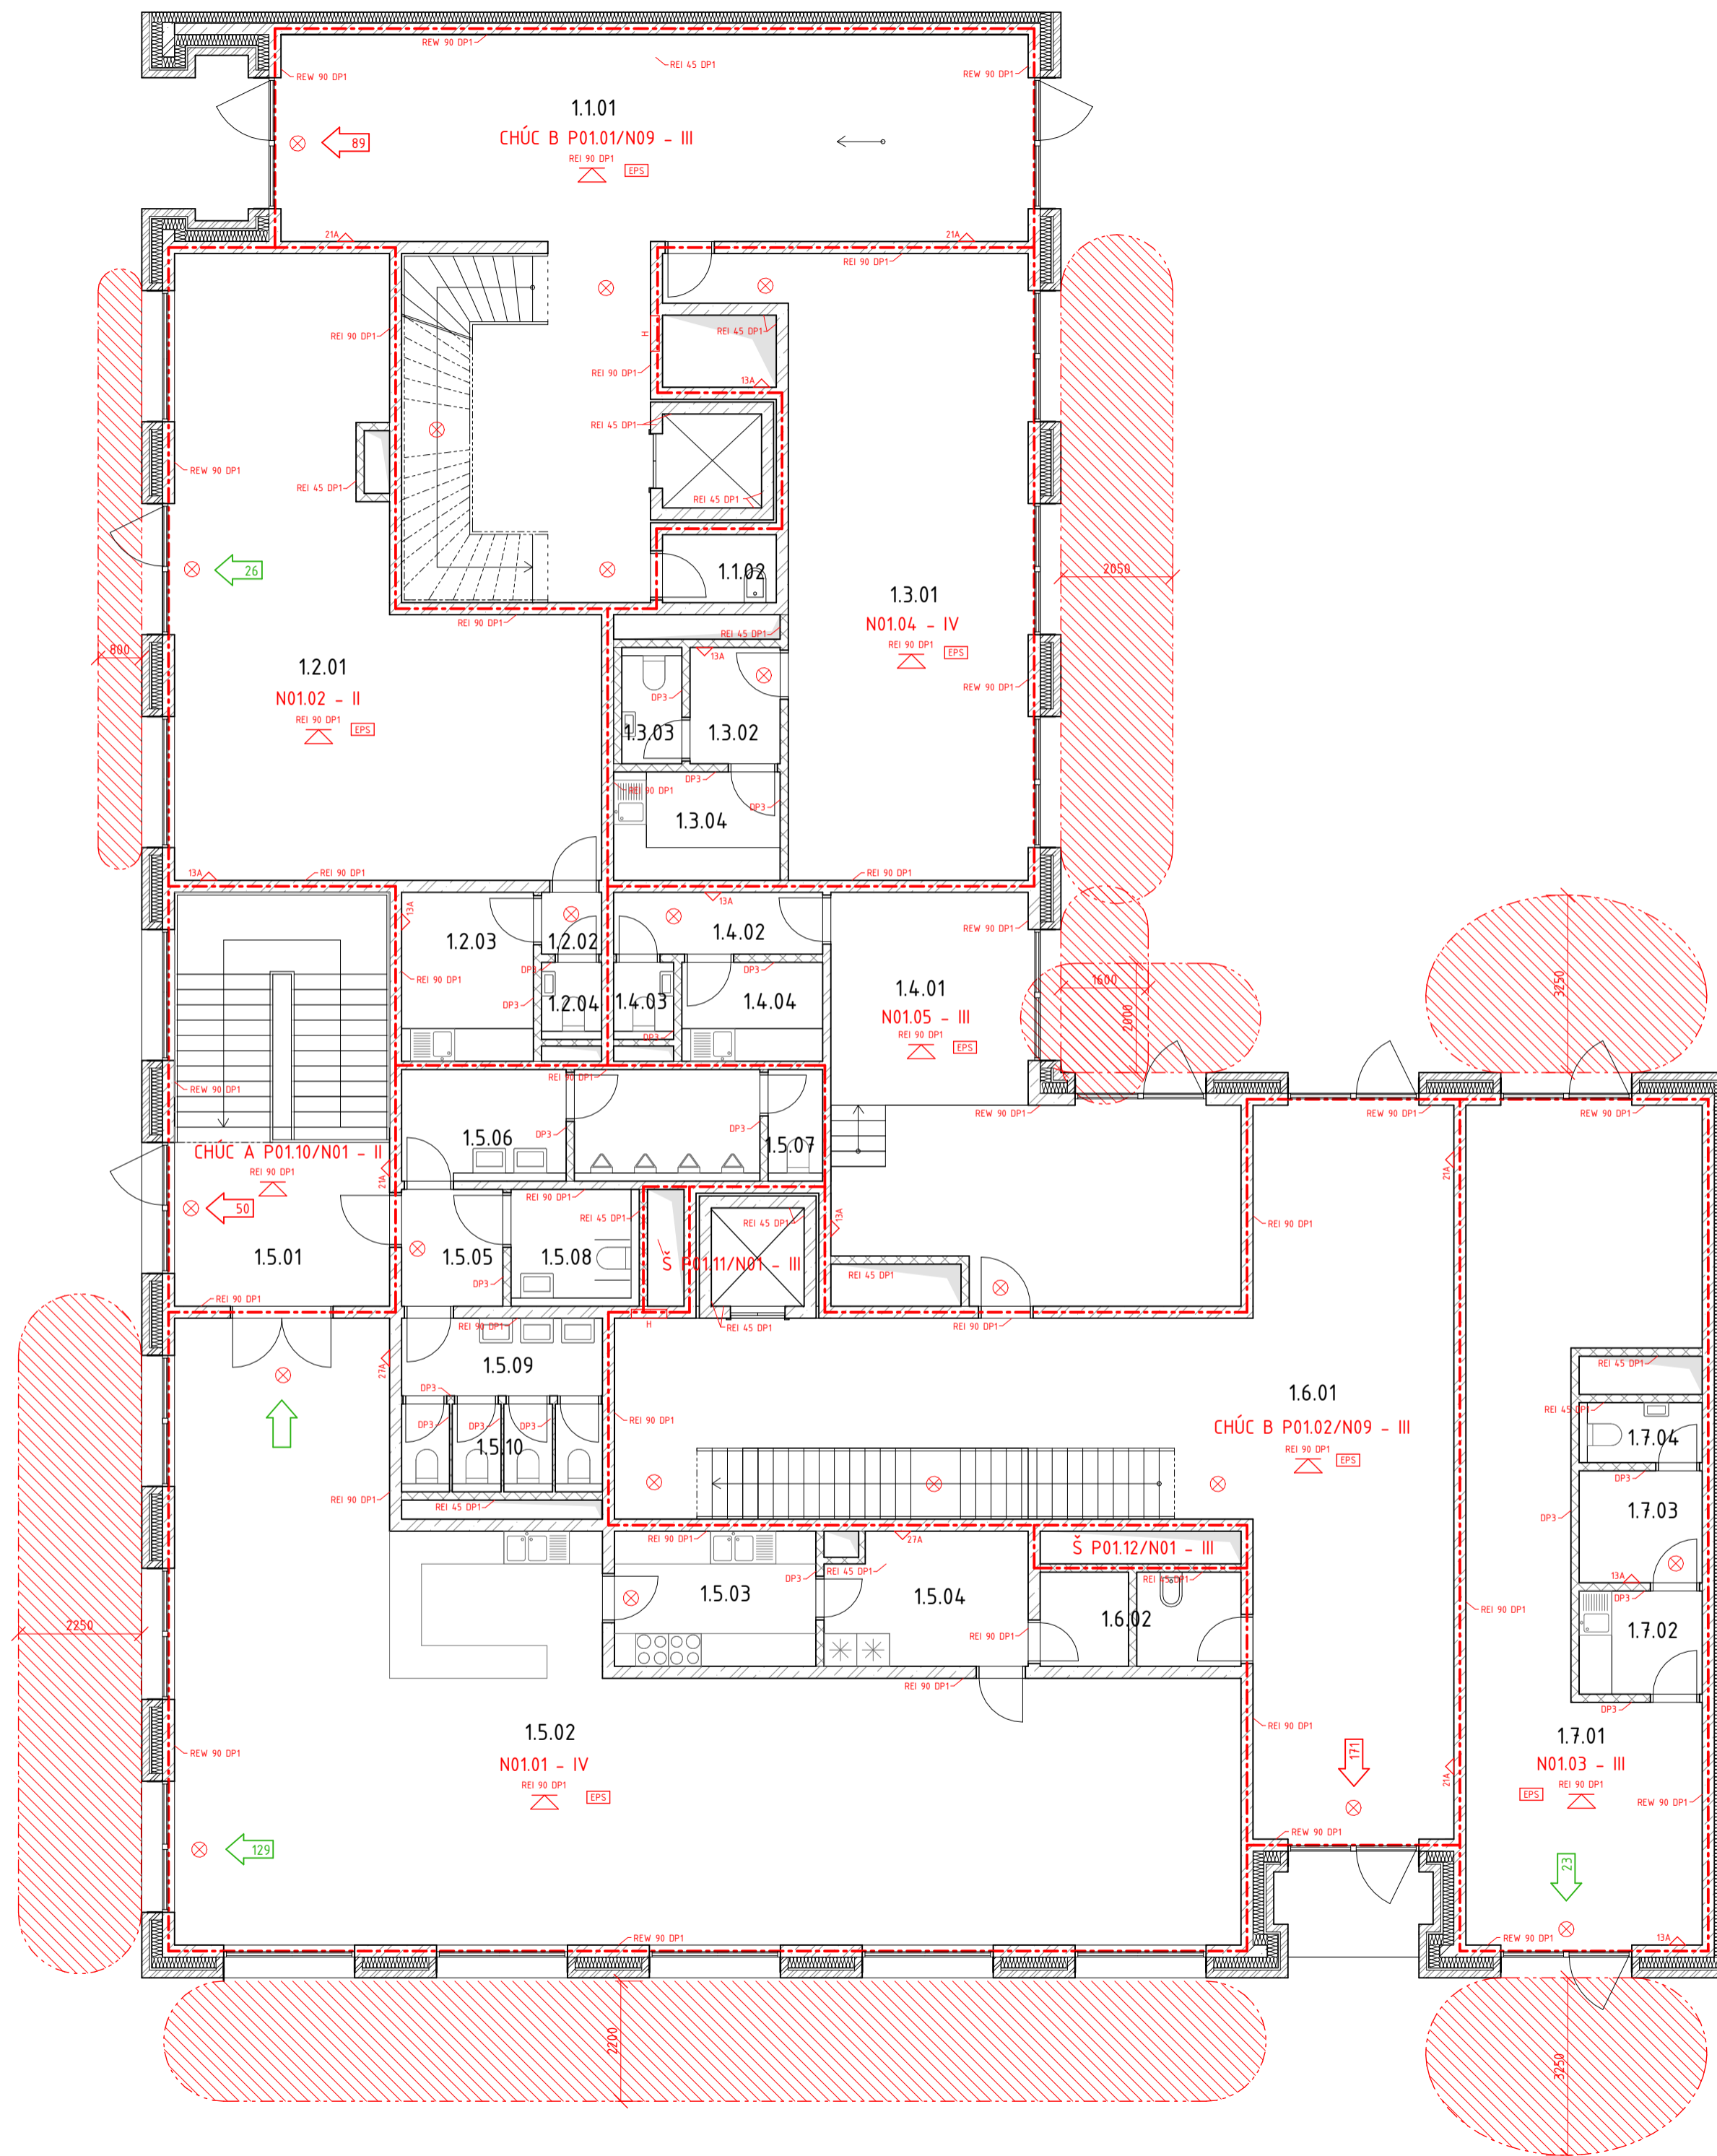 REW 90 DP1
REI 45 DP1
REW 90 DP1
REW 90 DP1
1.1.01
CHÚC B P01.01/N09 - III
REI 90 DP1
EPS
89
21A
21A
REI 90 DP1
REI 90 DP1
REI 45 DP1
H
REI 90 DP1
13A
REI 45 DP1
REW 90 DP1
REI 45 DP1
REI 45 DP1
26
1.1.02
2050
1.3.01
N01.04 - IV
REI 90 DP1
EPS
REI 90 DP1
REI 45 DP1
800
13A
1.2.01
N01.02 - II
REI 90 DP1
EPS
DP3
REW 90 DP1
1.3.03
1.3.02
DP3
REI 90 DP1
DP3
1.3.04
13A
REI 90 DP1
REI 90 DP1
13A
13A
REW 90 DP1
1.2.03
1.2.02
1.4.02
DP3
DP3
REI 90 DP1
1600
3250
1.4.01
N01.05 - III
REI 90 DP1
EPS
DP3
1.2.04
1.4.03
1.4.04
2000
DP3
REI 90 DP1
REW 90 DP1
REW 90 DP1
REW 90 DP1
REW 90 DP1
1.5.06
DP3
DP3
1.5.07
CHÚC A P01.10/N01 - II
REI 90 DP1
21A
21A
50
REI 90 DP1
REI 45 DP1
REI 45 DP1
13A
REI 90 DP1
1.5.01
1.5.05
1.5.08
DP3
Š P01.11/N01 - III
REI 45 DP1
REI 90 DP1
REI 90 DP1
H
REI 45 DP1
REI 90 DP1
27A
1.5.09
REI 45 DP1
DP3
1.6.01
CHÚC B P01.02/N09 - III
REI 90 DP1
EPS
REI 90 DP1
REI 45 DP1
DP3
DP3
DP3
1.5.10
1.7.04
DP3
REI 90 DP1
REI 45 DP1
1.7.03
DP3
REI 90 DP1
27A
Š P01.12/N01 - III
DP3
REI 45 DP1
REI 45 DP1
13A
DP3
1.5.03
1.5.04
1.6.02
REI 90 DP1
REI 90 DP1
1.7.02
2250
REI 90 DP1
DP3
REI 90 DP1
1.5.02
N01.01 - IV
REI 90 DP1
EPS
REW 90 DP1
171
1.7.01
N01.03 - III
REI 90 DP1
EPS
21A
REW 90 DP1
REW 90 DP1
129
23
REW 90 DP1
REW 90 DP1
13A
2200
3250